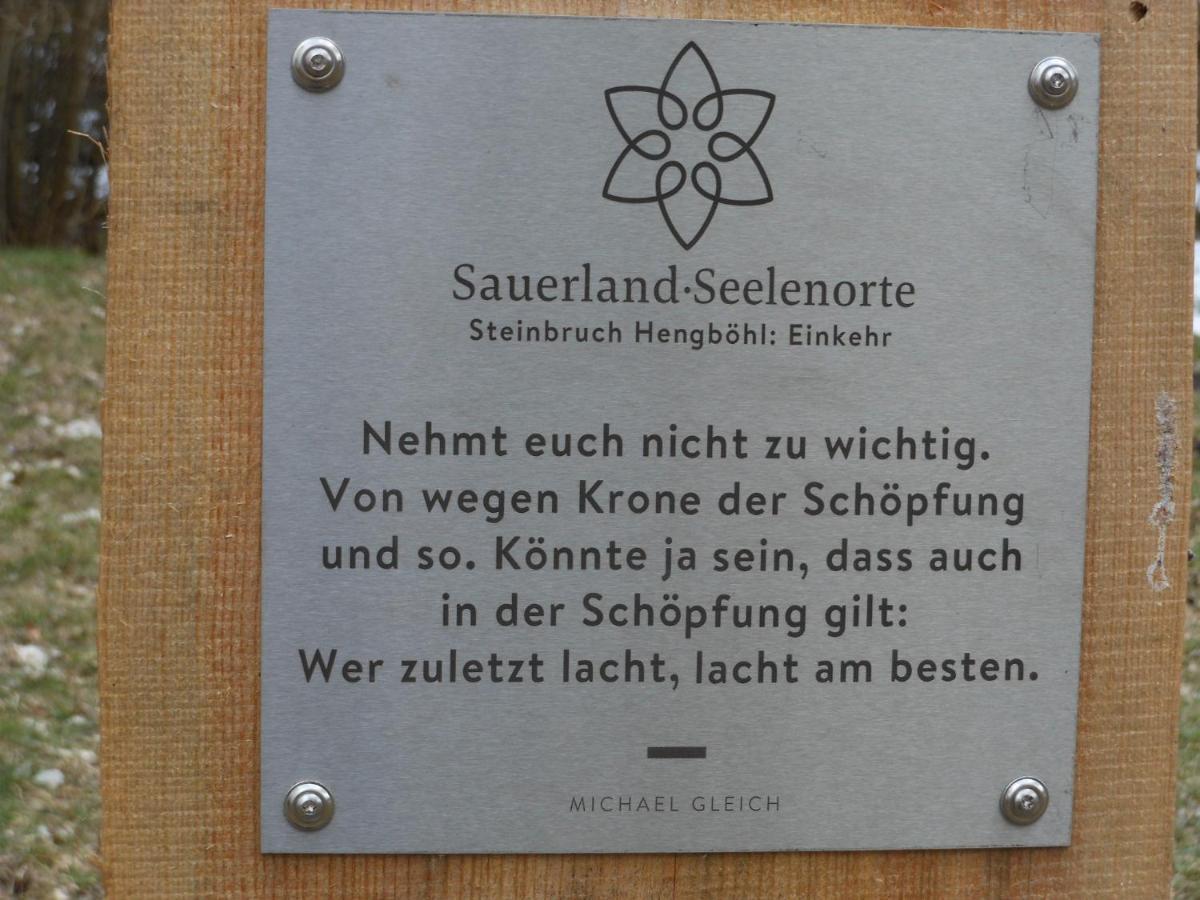 Sauerland·Seelenorte
Steinbruch Hengböhl: Einkehr
Nehmt euch nicht zu wichtig.
Von wegen Krone der Schöpfung
und so. Könnte ja sein, dass auch
in der Schöpfung gilt:
Wer zuletzt lacht, lacht am besten.
MICHAEL GLEICH